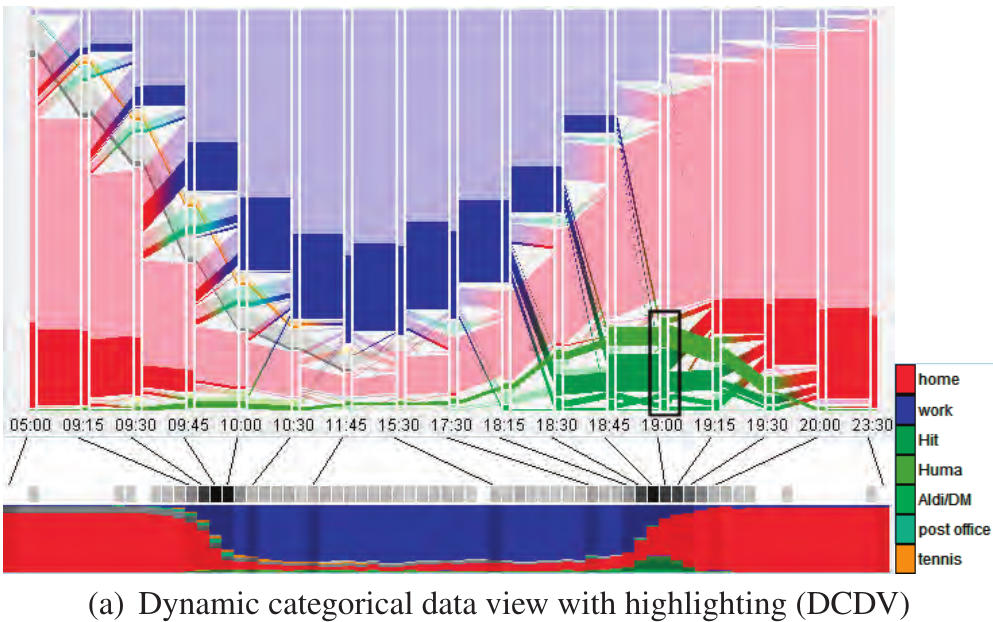 05:00 09:15 09:30 09:45 10:00 10:30 11:45 15:30 17:30 18:15 18:30 18:45 19:00 19:15 19:30 20:00 23:30
home
work
Hit
Huma
Aldi/DM
post office
tennis
(a) Dynamic categorical data view with highlighting (DCDV)